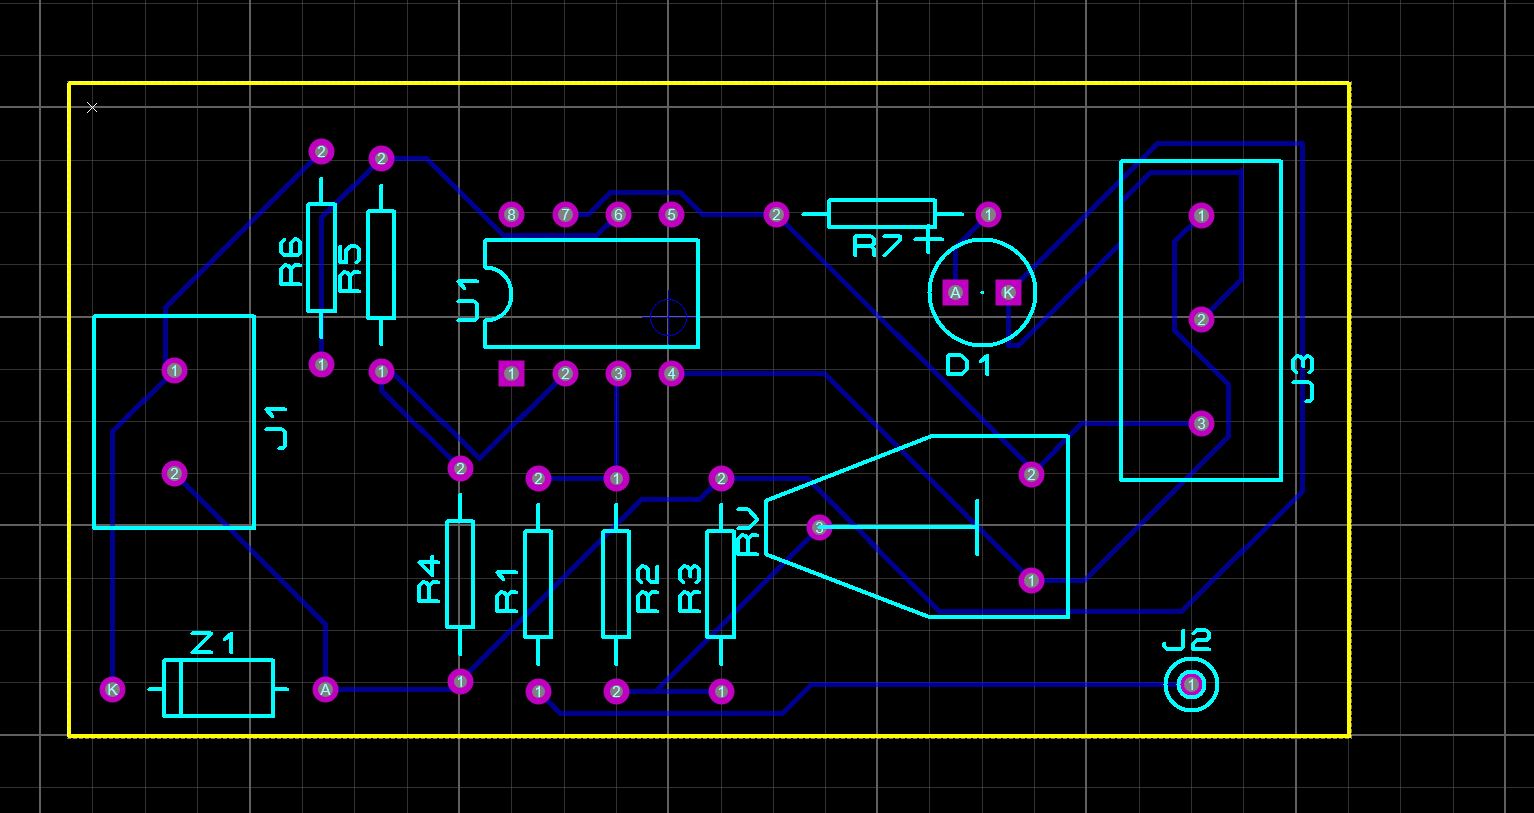 2 2
8 7 6 5 2 1
R6 R5 R7 + 1
U1 A K
2
D1
1 1 1 1 2 3 4
J3
J1
3
2 2 2 1 2 2
RV 3
R4 R1 R2 R3 1
Z1 J2
K A 1 1 2 1 1